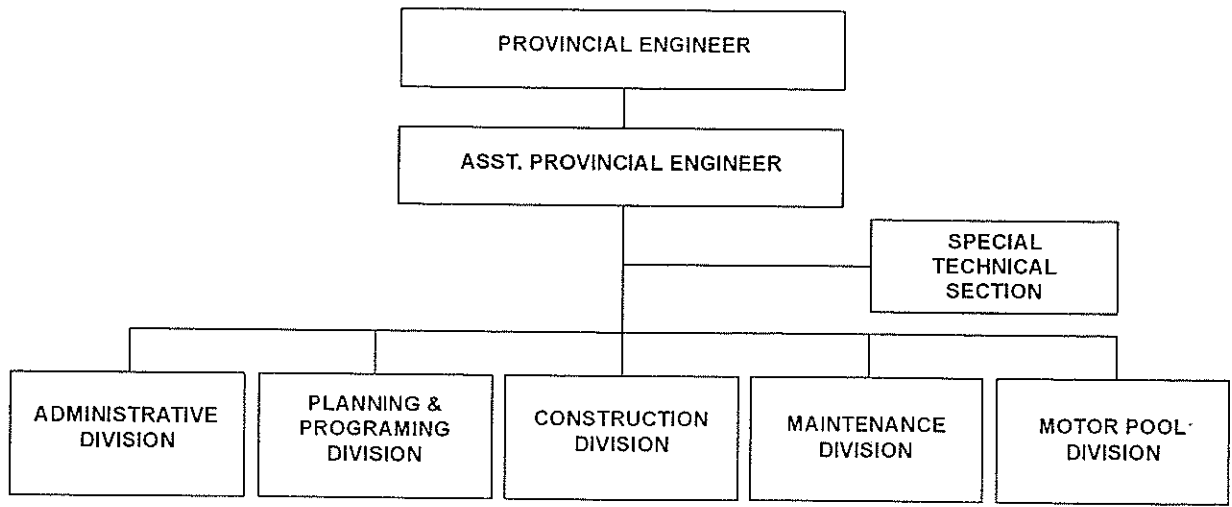 PROVINCIAL ENGINEER
ASST. PROVINCIAL ENGINEER
SPECIAL
TECHNICAL
SECTION
ADMINISTRATIVE
DIVISION
PLANNING &
PROGRAMING
DIVISION
CONSTRUCTION
DIVISION
MAINTENANCE
DIVISION
MOTOR POOL
DIVISION